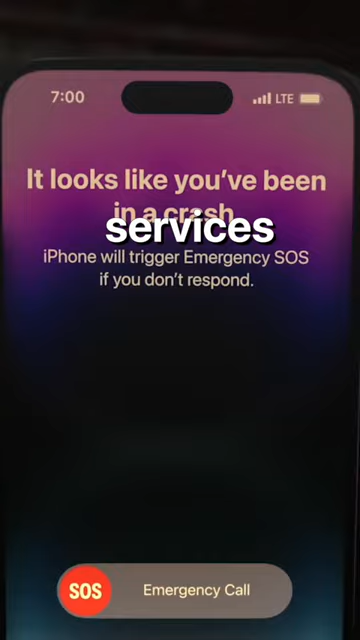 7:00 LTE
It looks like you've been
in a crash
services
iPhone will trigger Emergency SOS
if you don't respond.
SOS Emergency Call